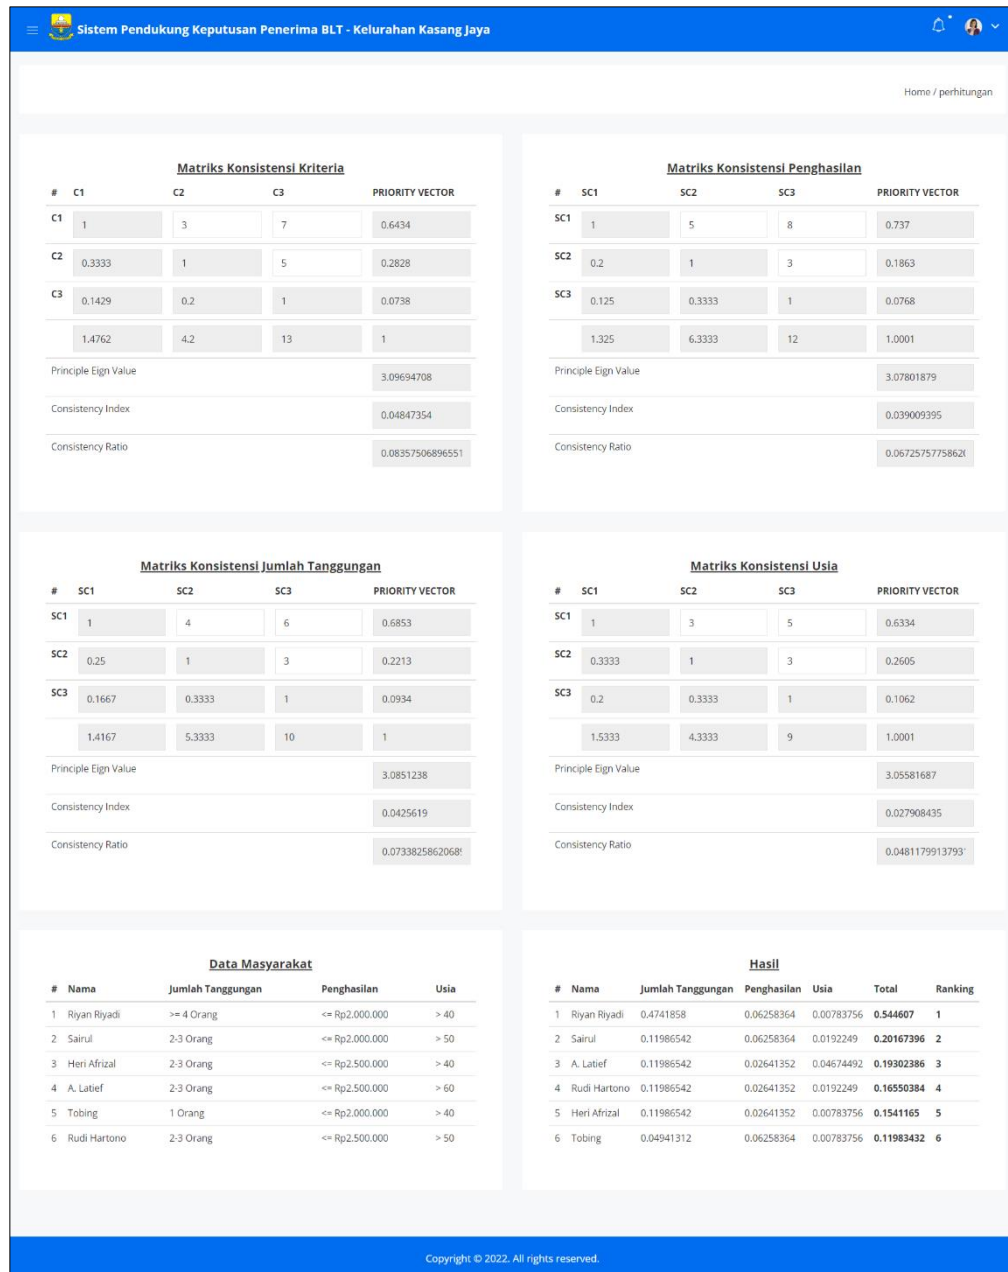 Sistem Pendukung Keputusan Penerima BLT - Kelurahan Kasang Jaya
Home / perhitungan
Matriks Konsistensi Kriteria
# C1 C2 C3 PRIORITY VECTOR
C1 1 3 7 0.6434
C2 0.3333 1 5 0.2828
C3 0.1429 0.2 1 0.0738
1.4762 4.2 13 1
Principle Eign Value 3.09694708
Consistency Index 0.04847354
Consistency Ratio 0.08357506896551
Matriks Konsistensi Penghasilan
# SC1 SC2 SC3 PRIORITY VECTOR
SC1 1 5 8 0.737
SC2 0.2 1 3 0.1863
SC3 0.125 0.3333 1 0.0768
1.325 6.3333 12 1.0001
Principle Eign Value 3.07801879
Consistency Index 0.039009395
Consistency Ratio 0.067257577586
Matriks Konsistensi Jumlah Tanggungan
# SC1 SC2 SC3 PRIORITY VECTOR
SC1 1 4 6 0.6853
SC2 0.25 1 3 0.2213
SC3 0.1667 0.3333 1 0.0934
1.4167 5.3333 10 1
Principle Eign Value 3.0851238
Consistency Index 0.0425619
Consistency Ratio 0.073382586206
Matriks Konsistensi Usia
# SC1 SC2 SC3 PRIORITY VECTOR
SC1 1 3 5 0.6334
SC2 0.3333 1 3 0.2605
SC3 0.2 0.3333 1 0.1062
1.5333 4.3333 9 1.0001
Principle Eign Value 3.05581687
Consistency Index 0.027908435
Consistency Ratio 0.0481179913793
Data Masyarakat
# Nama Jumlah Tanggungan Penghasilan Usia
1 Riyan Riyadi >= 4 Orang <= Rp2.000.000 > 40
2 Sairul 2-3 Orang <= Rp2.000.000 > 50
3 Heri Afrizal 2-3 Orang <= Rp2.500.000 > 40
4 A. Latief 2-3 Orang <= Rp2.500.000 > 60
5 Tobing 1 Orang <= Rp2.000.000 > 40
6 Rudi Hartono 2-3 Orang <= Rp2.500.000 > 50
Hasil
# Nama Jumlah Tanggungan Penghasilan Usia Total Ranking
1 Riyan Riyadi 0.4741858 0.06258364 0.00783756 0.544607 1
2 Sairul 0.11986542 0.06258364 0.0192249 0.20167396 2
3 A. Latief 0.11986542 0.02641352 0.04674492 0.19302386 3
4 Rudi Hartono 0.11986542 0.02641352 0.0192249 0.16550384 4
5 Heri Afrizal 0.11986542 0.02641352 0.00783756 0.1541165 5
6 Tobing 0.04941312 0.06258364 0.00783756 0.11983432 6
Copyright © 2022. All rights reserved.